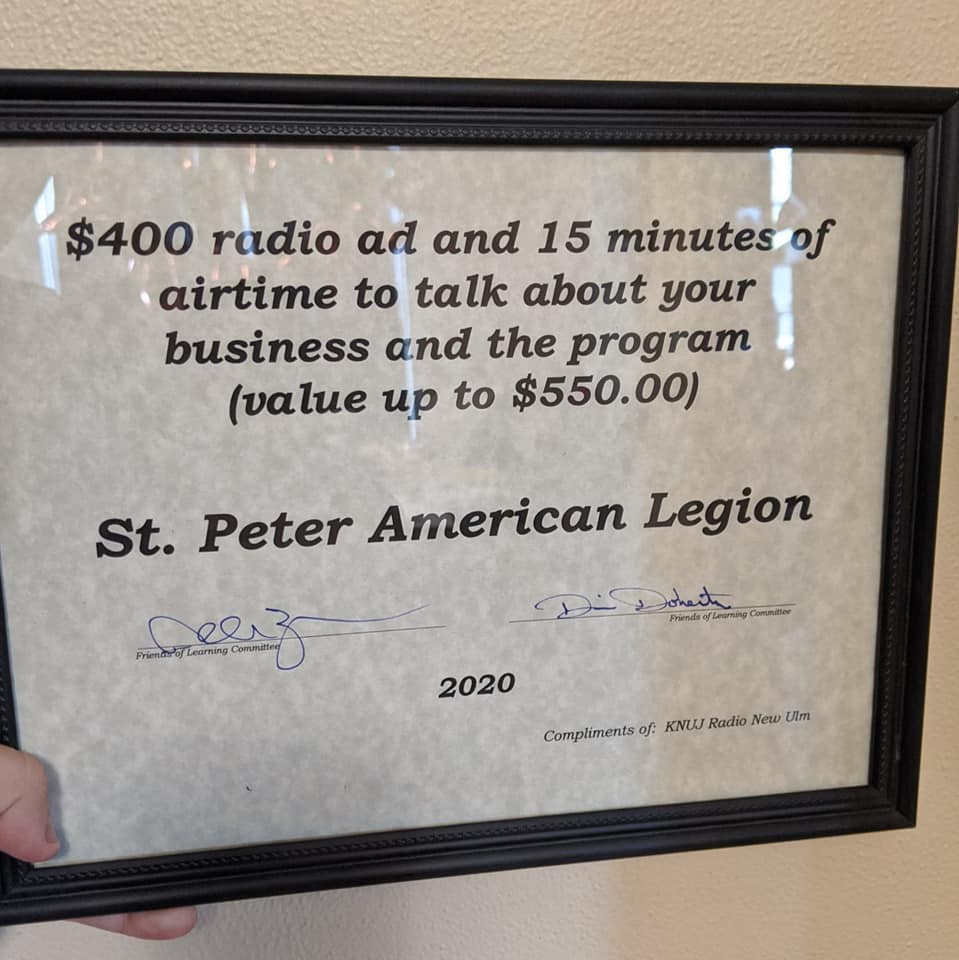 $400 radio ad and 15 minutes of
airtime to talk about your
business and the program
(value up to $550.00)
St. Peter American Legion
Doherty
Friends of Learning Committee
Friends of Learning Committee
2020
Compliments of: KNUJ Radio New Ulm